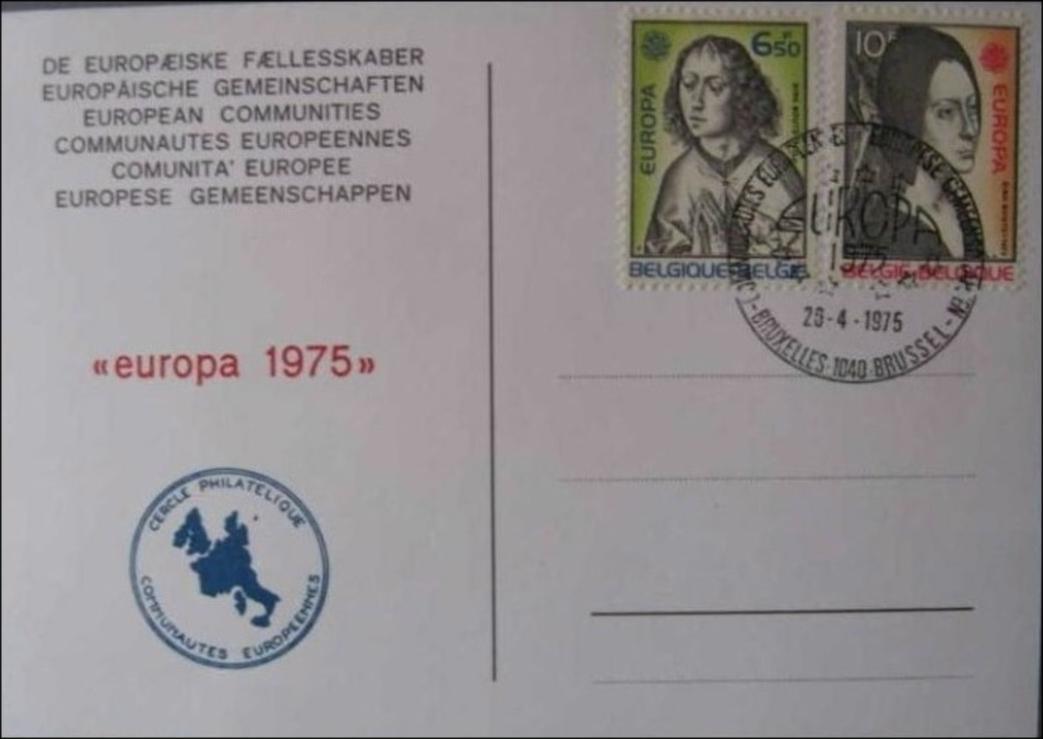 DE EUROPÆISKE FÆLLESSKABER
EUROPÄISCHE GEMEINSCHAFTEN
EUROPEAN COMMUNITIES
COMMUNAUTES EUROPEENNES
COMUNITA' EUROPEE
EUROPESE GEMEENSCHAPPEN
«europa 1975»
CERCLE PHILATELIQUE
COMMUNAUTES EUROPEENNES
6F50
EUROPA
BELGIQUE-BELGIE
10F
EUROPA
BELGIE-BELGIQUE
EUROPA
1975
-4-1975
BRUXELLES-1040-BRUSSEL